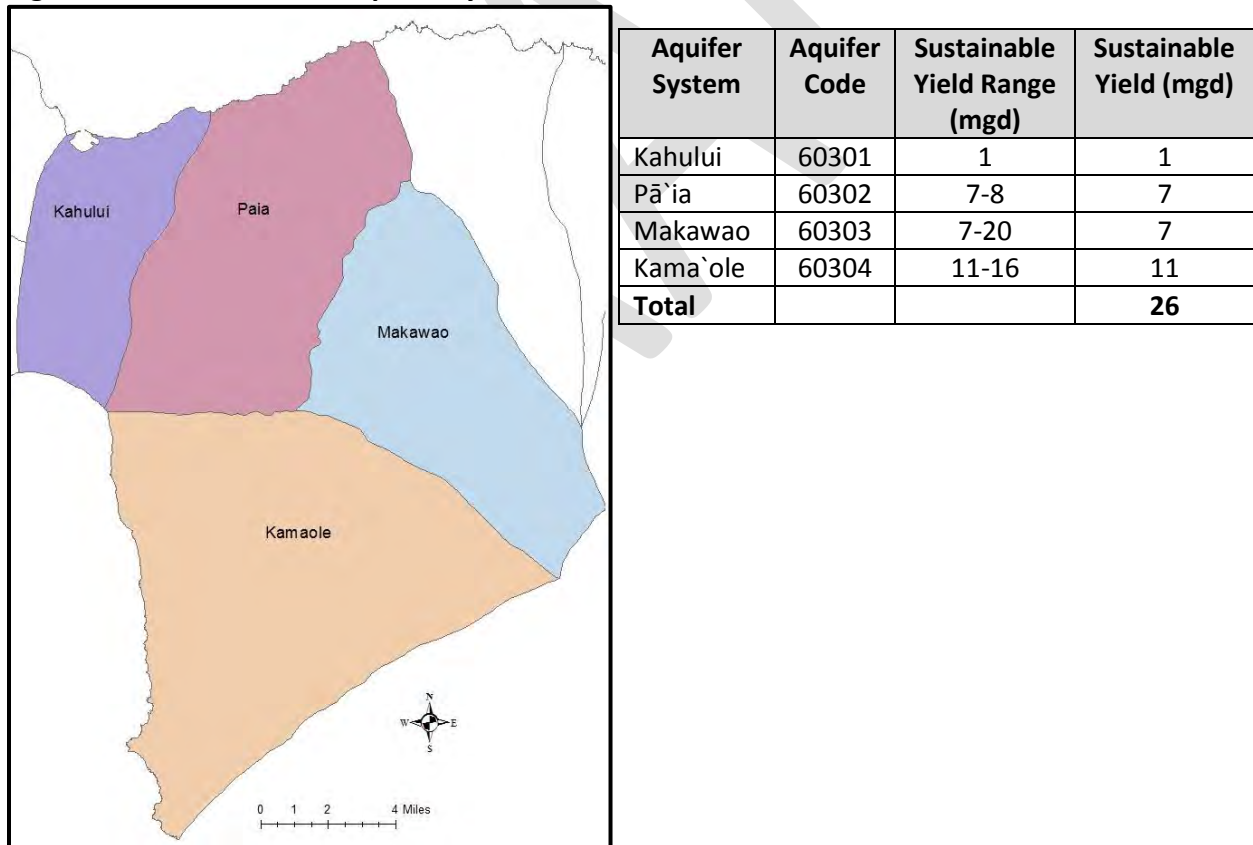 Kahului
Paia
Makawao
Kamaole
N
W E
S
0 1 2 4 Miles
Aquifer System Aquifer Code Sustainable Yield Range (mgd) Sustainable Yield (mgd)
Kahului 60301 1 1
Pā`ia 60302 7-8 7
Makawao 60303 7-20 7
Kama`ole 60304 11-16 11
Total 26